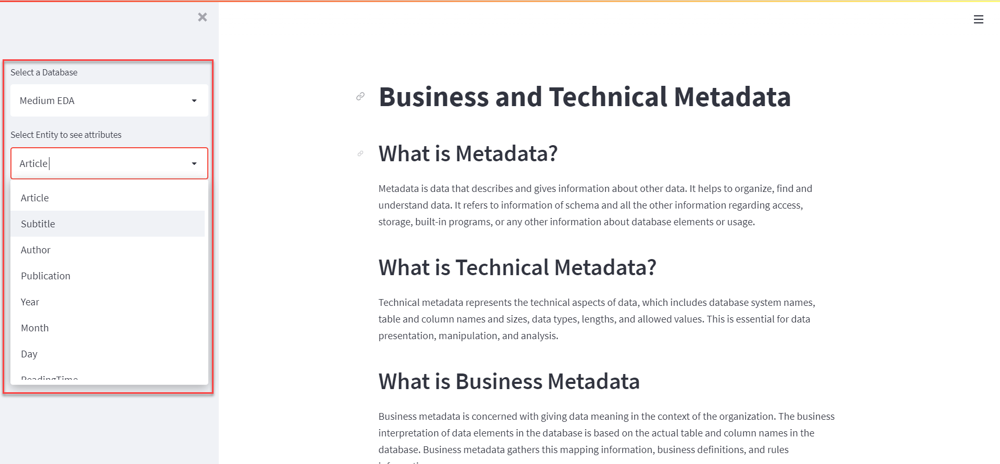 Select a Database
Medium EDA
Select Entity to see attributes
Article
Article
Subtitle
Author
Publication
Year
Month
Day
ReadingTime
Business and Technical Metadata
What is Metadata?
Metadata is data that describes and gives information about other data. It helps to organize, find and
understand data. It refers to information of schema and all the other information regarding access,
storage, built-in programs, or any other information about database elements or usage.
What is Technical Metadata?
Technical metadata represents the technical aspects of data, which includes database system names,
table and column names and sizes, data types, lengths, and allowed values. This is essential for data
presentation, manipulation, and analysis.
What is Business Metadata
Business metadata is concerned with giving data meaning in the context of the organization. The business
interpretation of data elements in the database is based on the actual table and column names in the
database. Business metadata gathers this mapping information, business definitions, and rules